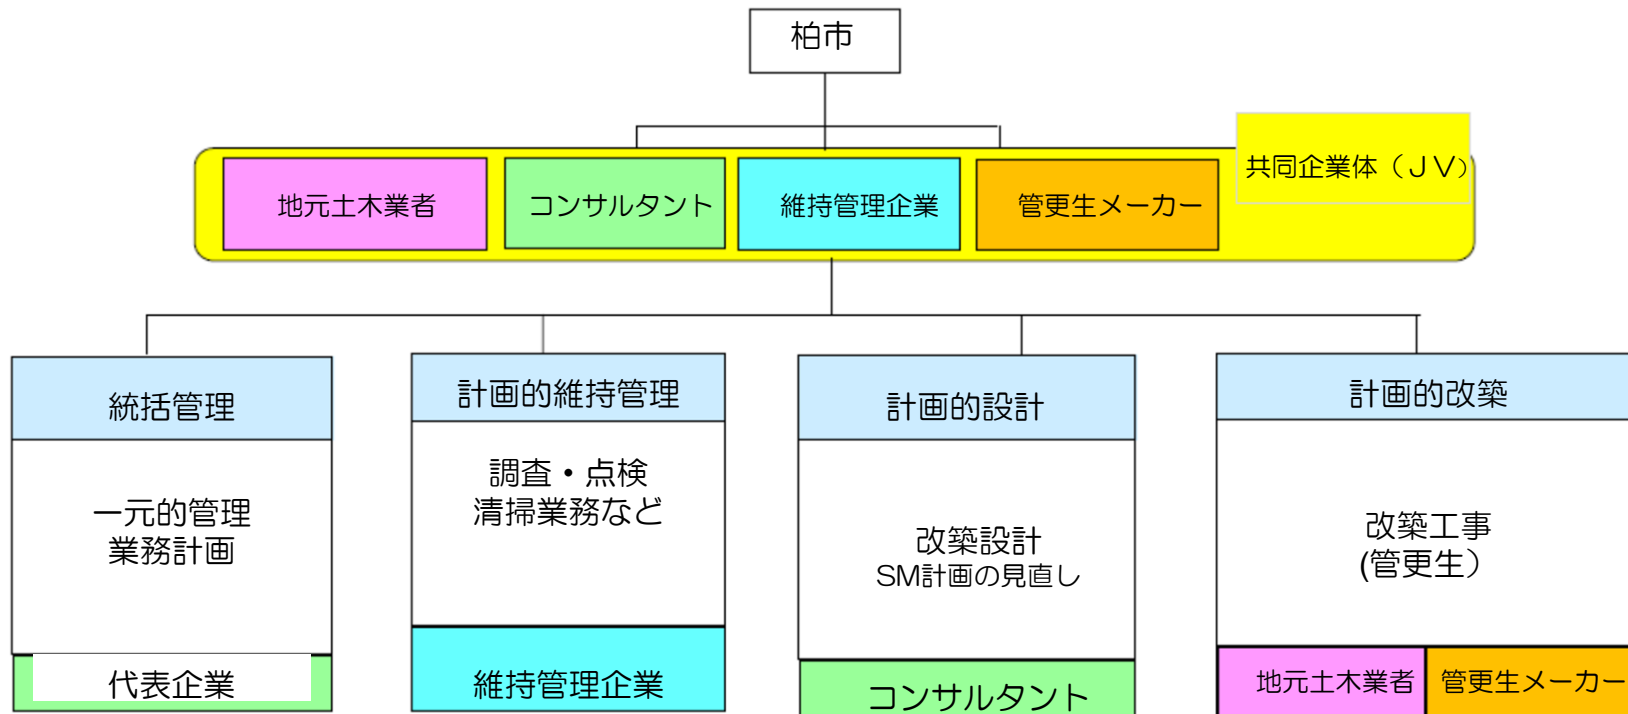 柏市
共同企業体（ＪＶ）
地元土木業者
コンサルタント
維持管理企業
管更生メーカー
統括管理
一元的管理
業務計画
代表企業
計画的維持管理
調査・点検
清掃業務など
維持管理企業
計画的設計
改築設計
SM計画の見直し
コンサルタント
計画的改築
改築工事
(管更生）
地元土木業者
管更生メーカー